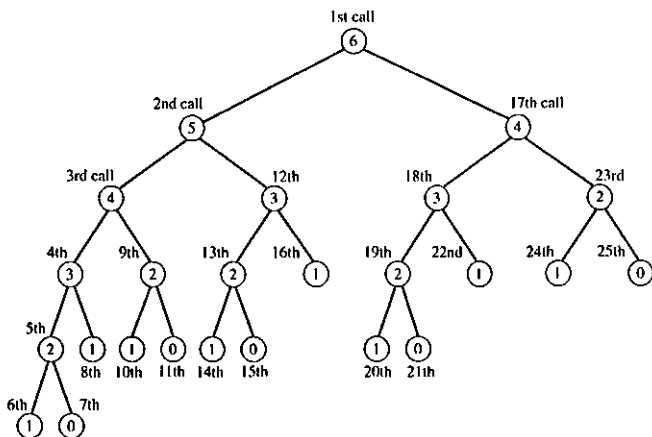 1st call
6
2nd call 17th call
5 4
3rd call 12th 18th 23rd
4 3 3 2
4th 9th 13th 16th 19th 22nd 24th 25th
3 2 2 1 2 1 1 0
5th
2 1 1 0 1 0 1 0
8th 10th 11th 14th 15th 20th 21th
6th 7th
1 0